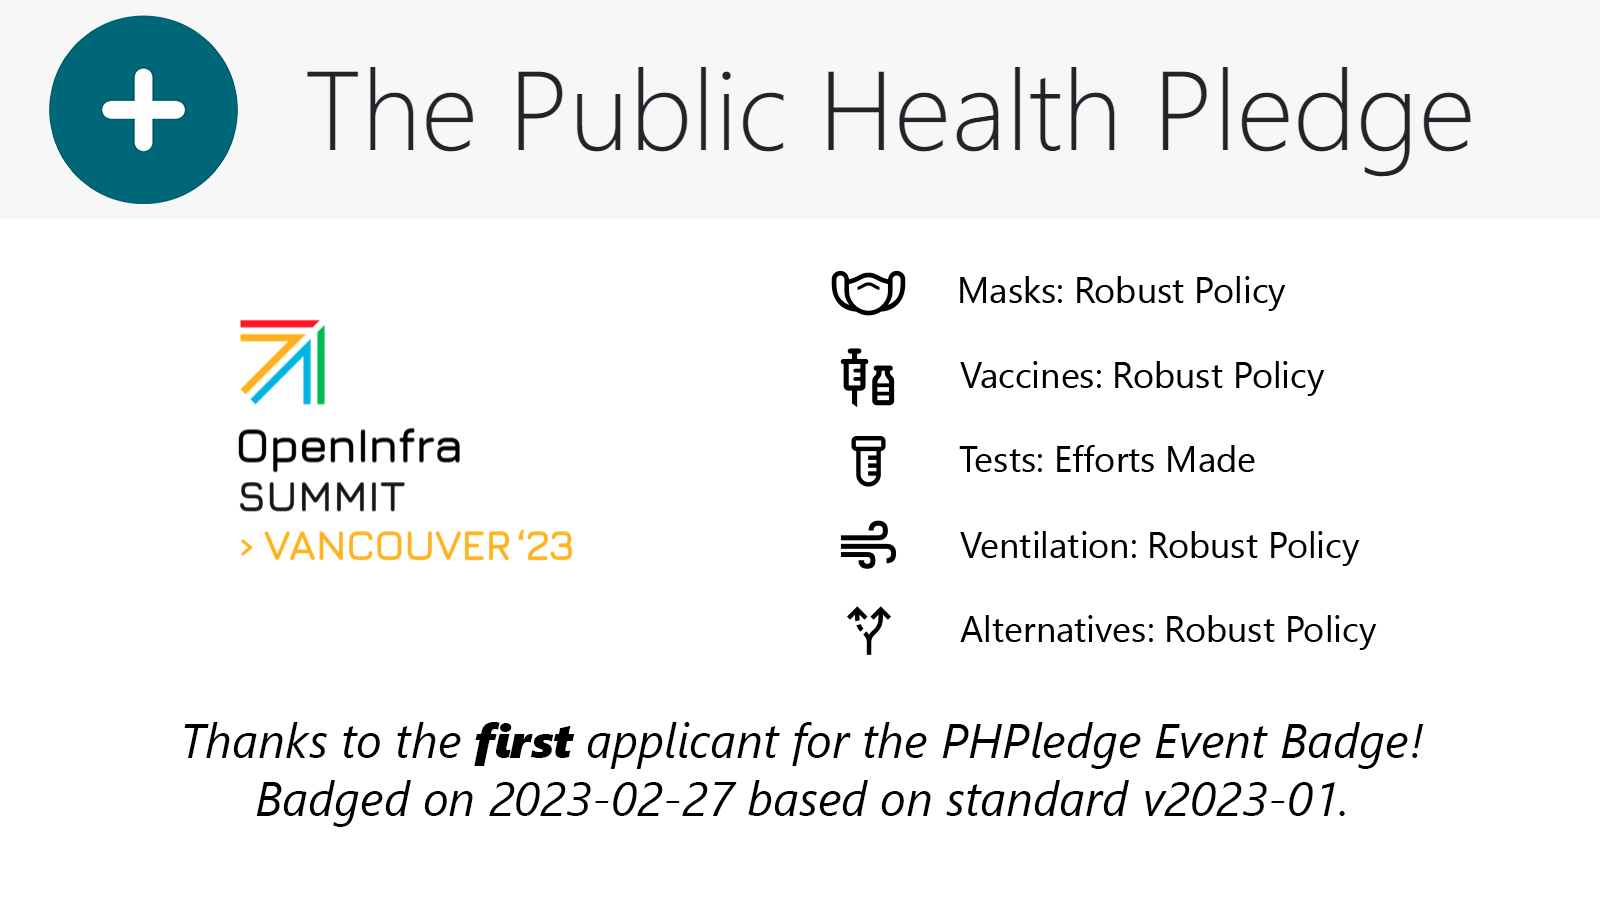 The Public Health Pledge
OpenInfra
SUMMIT
> VANCOUVER ‘23
Masks: Robust Policy
Vaccines: Robust Policy
Tests: Efforts Made
Ventilation: Robust Policy
Alternatives: Robust Policy
Thanks to the first applicant for the PHPledge Event Badge!
Badged on 2023-02-27 based on standard v2023-01.